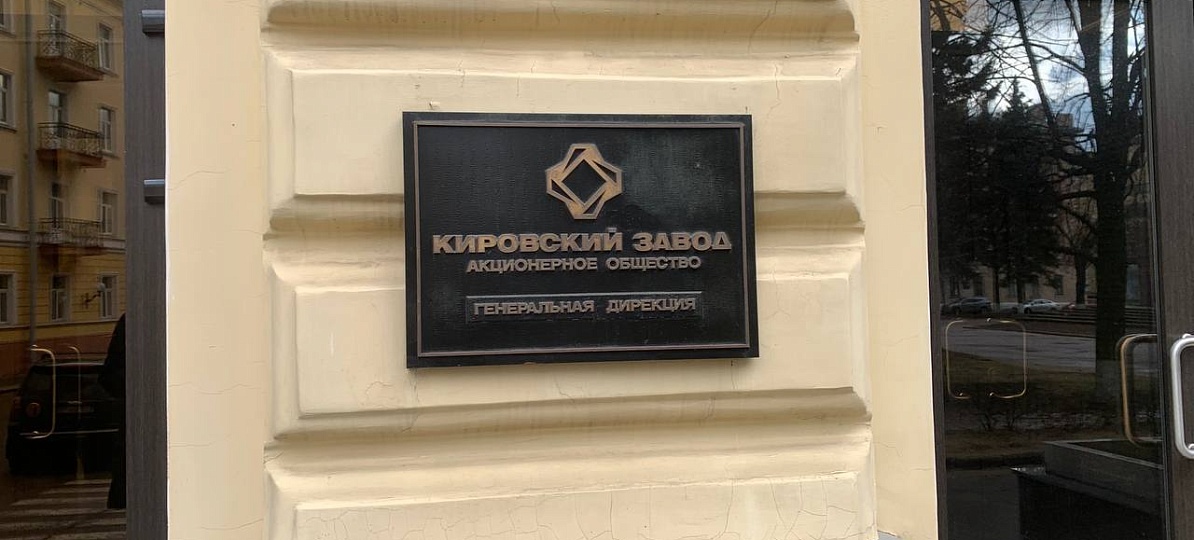 КИРОВСКИЙ ЗАВОД
АКЦИОНЕРНОЕ ОБЩЕСТВО
ГЕНЕРАЛЬНАЯ ДИРЕКЦИЯ